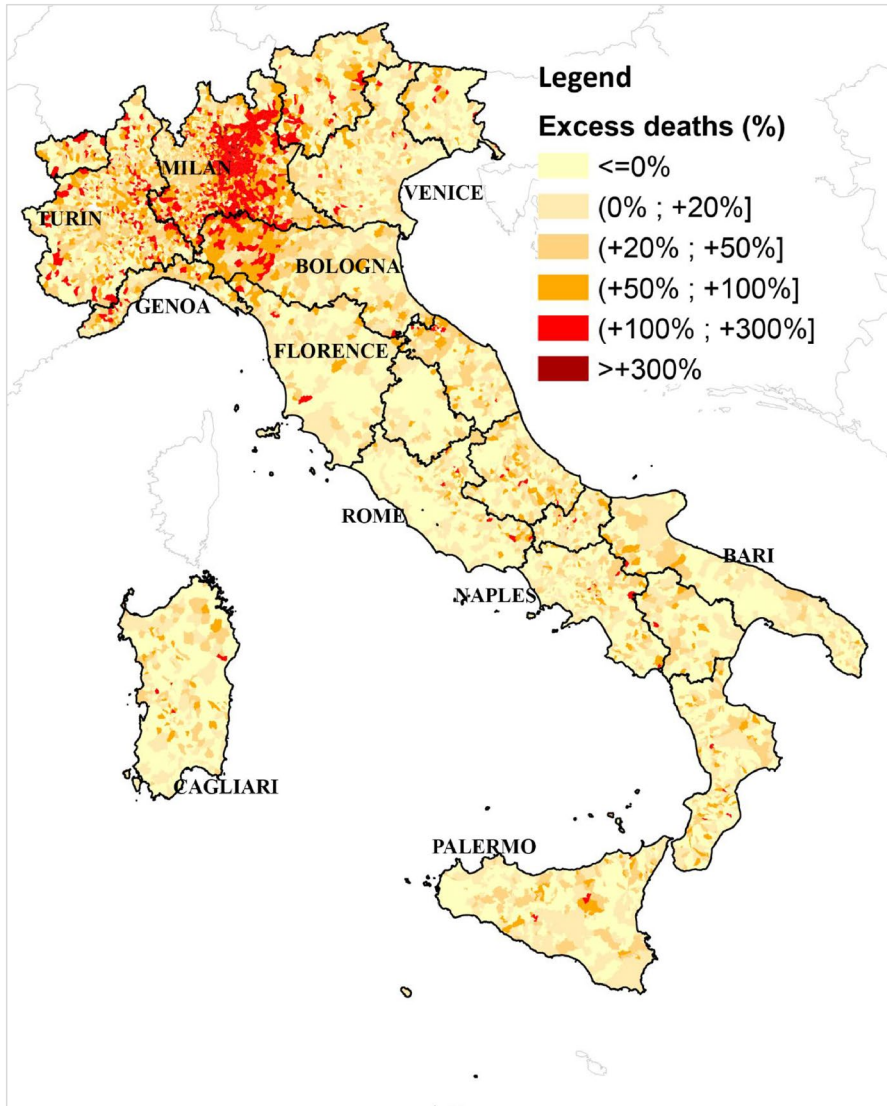 Legend
Excess deaths (%)
<=0%
(0% ; +20%]
(+20% ; +50%]
(+50% ; +100%]
(+100% ; +300%]
>+300%
MILAN
VENICE
TURIN
BOLOGNA
GENOA
FLORENCE
ROME
BARI
NAPLES
CAGLIARI
PALERMO